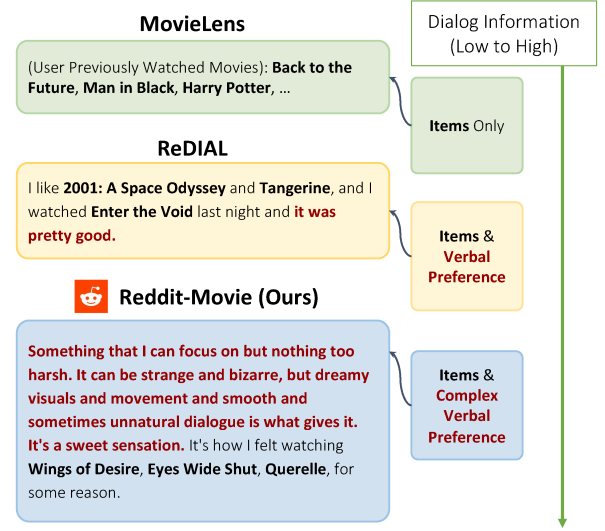 MovieLens
Dialog Information
(Low to High)
(User Previously Watched Movies): Back to the
Future, Man in Black, Harry Potter, ...
Items Only
ReDIAL
I like 2001: A Space Odyssey and Tangerine, and I
watched Enter the Void last night and it was
pretty good.
Items &
Verbal
Preference
Reddit-Movie (Ours)
Something that I can focus on but nothing too
harsh. It can be strange and bizarre, but dreamy
visuals and movement and smooth and
sometimes unnatural dialogue is what gives it.
It's a sweet sensation. It's how I felt watching
Wings of Desire, Eyes Wide Shut, Querelle, for
some reason.
Items &
Complex
Verbal
Preference